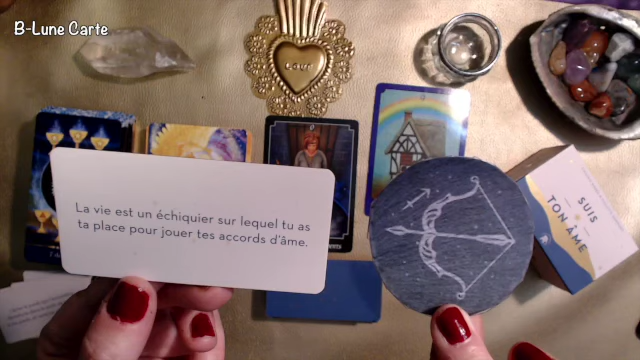 B-Lune Carte
LOVE
La vie est un échiquier sur lequel tu as
ta place pour jouer tes accords d'âme.
SUIS
TON ÂME